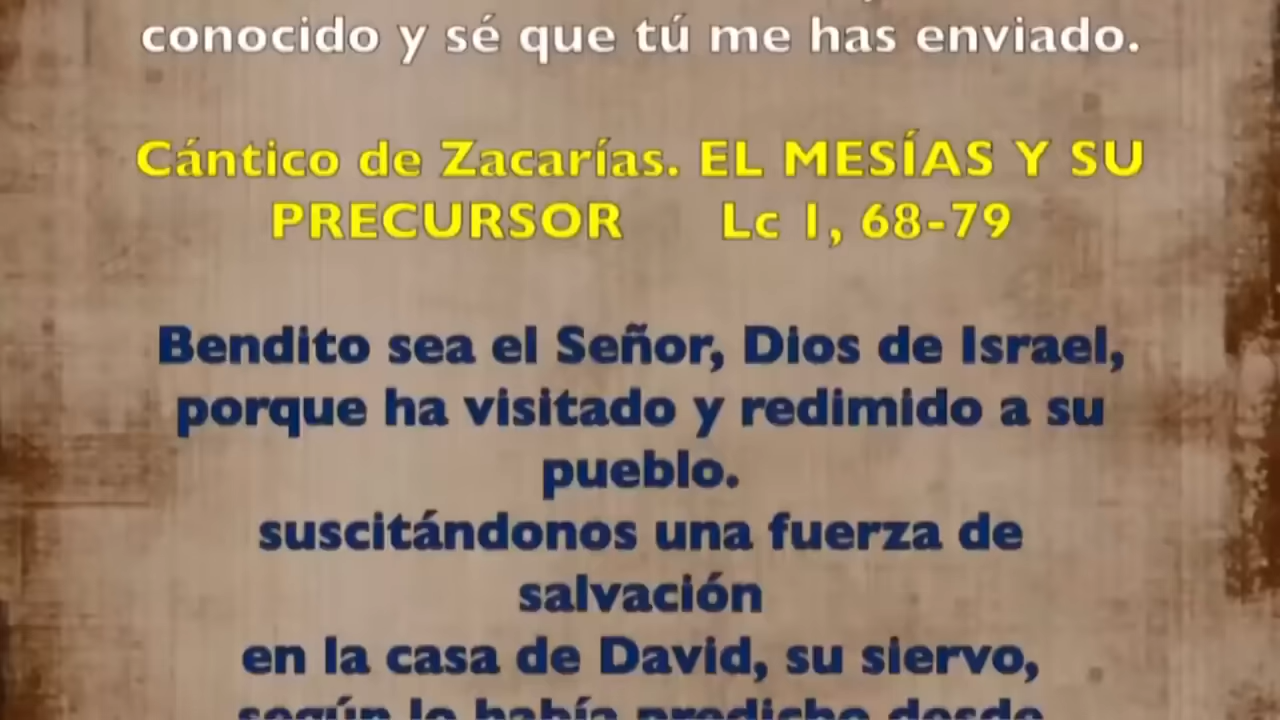 conocido y sé que tú me has enviado.
Cántico de Zacarías. EL MESÍAS Y SU
PRECURSOR Lc 1, 68-79
Bendito sea el Señor, Dios de Israel,
porque ha visitado y redimido a su
pueblo.
suscitándonos una fuerza de
salvación
en la casa de David, su siervo,
según lo había predicho desde